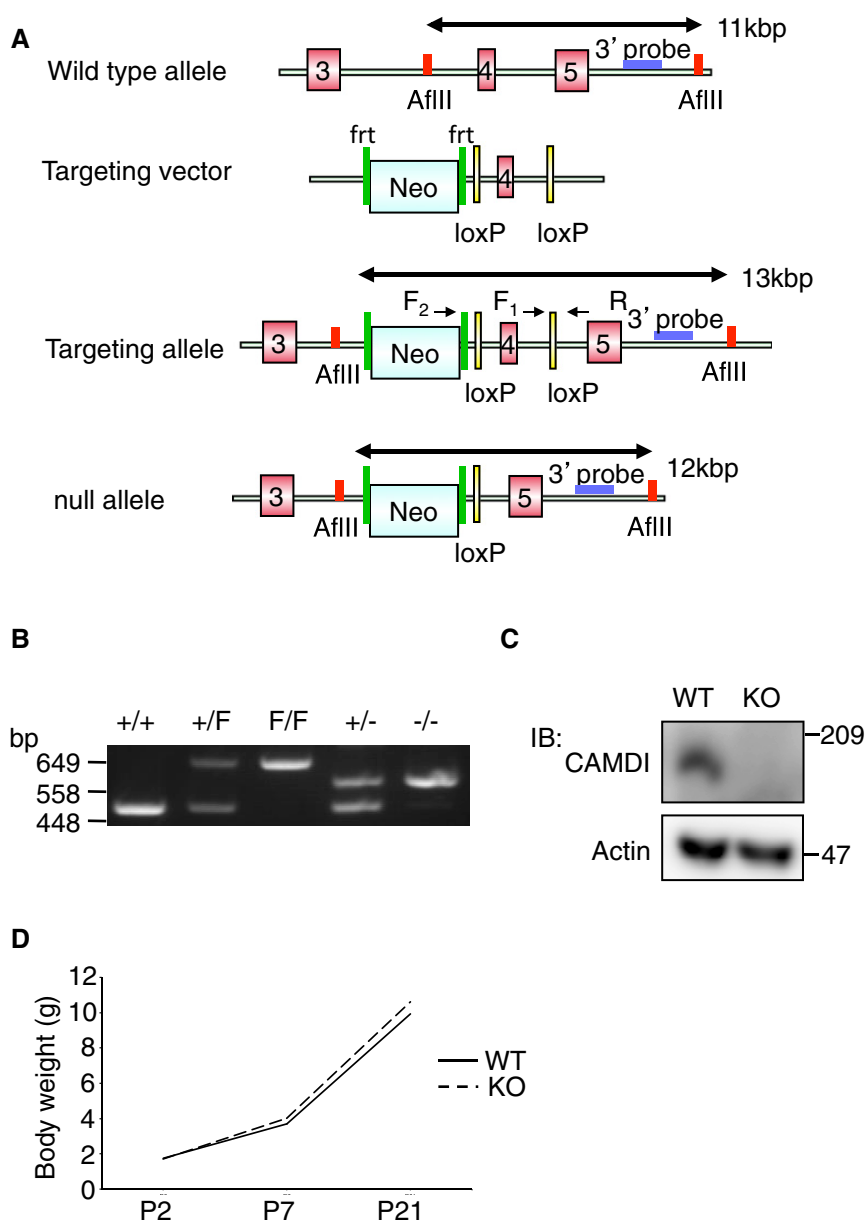 A
11kbp
Wild type allele
3
4
5
3’ probe
AflII
AflII
frt
frt
Targeting vector
Neo
4
loxP
loxP
13kbp
F2
F1
R
3’ probe
Targeting allele
3
Neo
4
5
AflII
loxP
loxP
AflII
12kbp
3’ probe
null allele
3
Neo
5
AflII
loxP
AflII
B
C
+/+ +/F F/F +/- -/-
bp
649
558
448
WT KO
IB:
CAMDI
209
Actin
47
D
Body weight (g)
12
10
8
6
4
2
0
P2 P7 P21
WT
KO